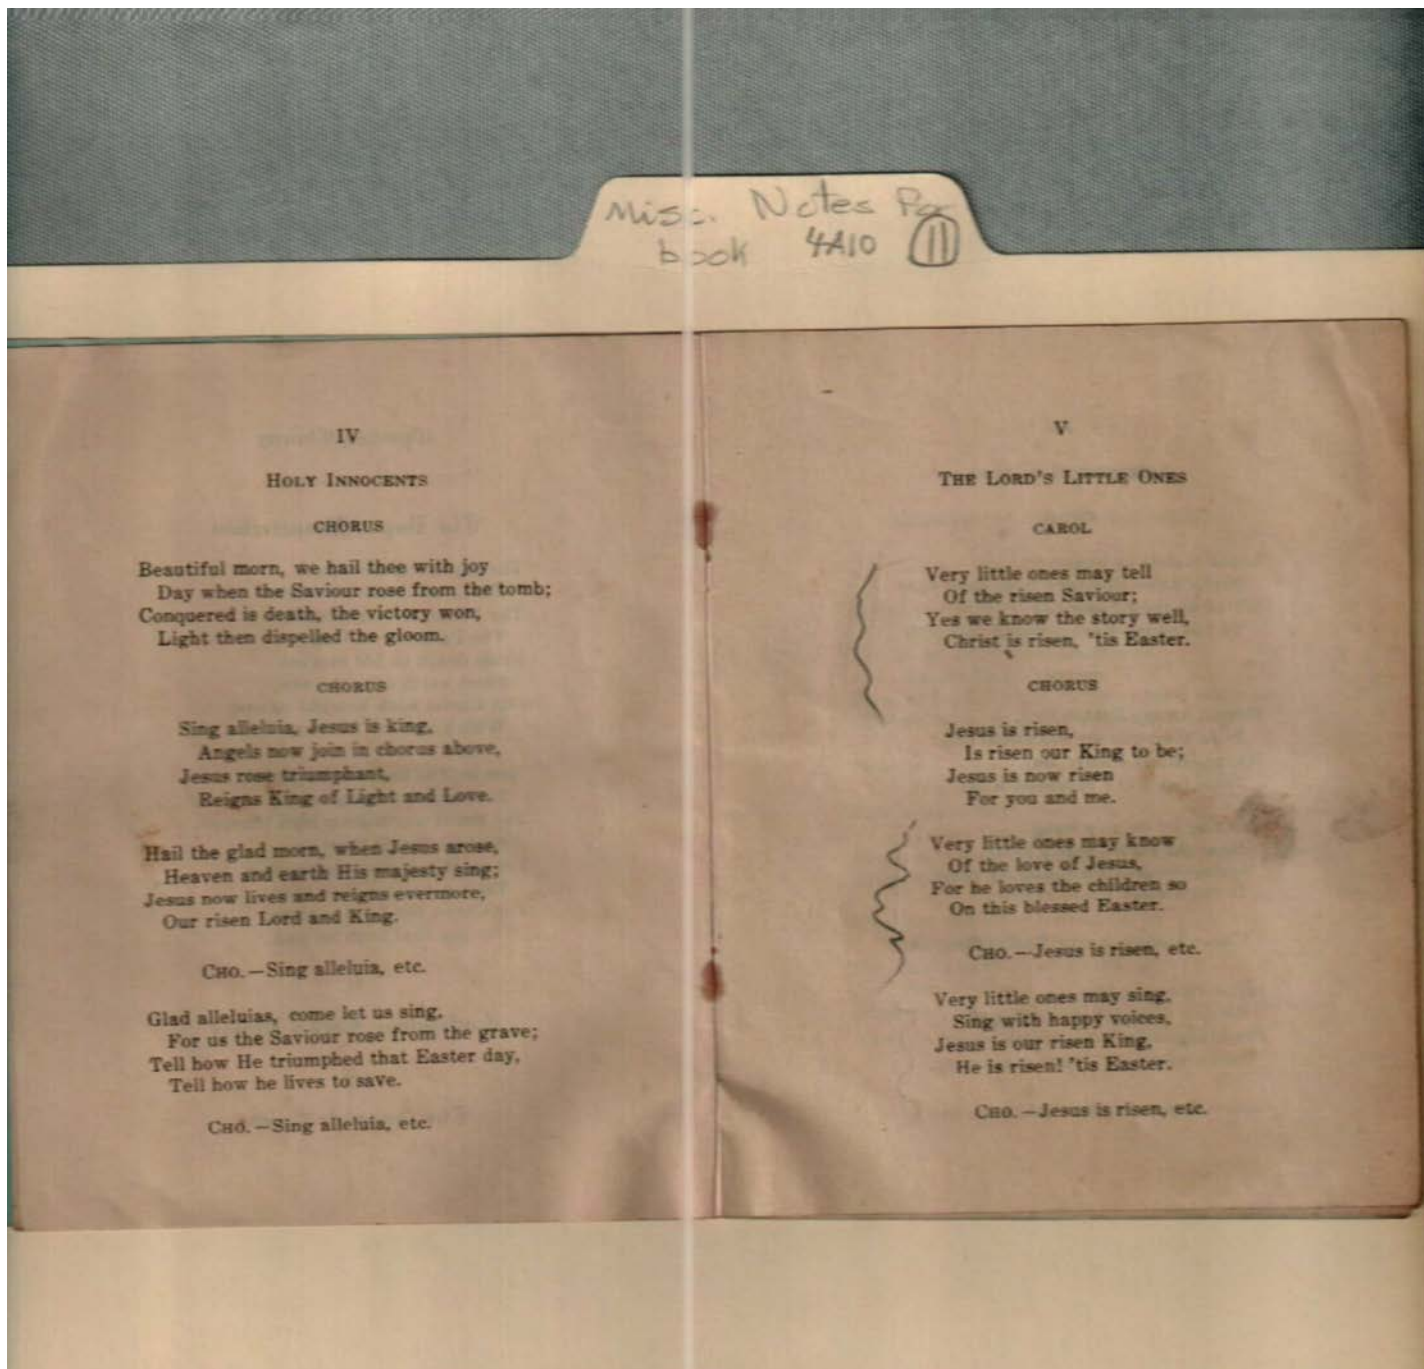 Misc. Notes For
book 4A10 11
IV
HOLY INNOCENTS
CHORUS
Beautiful morn, we hail thee with joy
Day when the Saviour rose from the tomb;
Conquered is death, the victory won,
Light then dispelled the gloom.
CHORUS
Sing alleluia, Jesus is king,
Angels now join in chorus above,
Jesus rose triumphant,
Reigns King of Light and Love.
Hail the glad morn, when Jesus arose,
Heaven and earth His majesty sing;
Jesus now lives and reigns evermore,
Our risen Lord and King.
CHO.—Sing alleluia, etc.
Glad alleluias, come let us sing,
For us the Saviour rose from the grave;
Tell how He triumphed that Easter day,
Tell how he lives to save.
CHO.—Sing alleluia, etc.
V
THE LORD'S LITTLE ONES
CAROL
Very little ones may tell
Of the risen Saviour;
Yes we know the story well,
Christ is risen, 'tis Easter.
CHORUS
Jesus is risen,
Is risen our King to be;
Jesus is now risen
For you and me.
Very little ones may know
Of the love of Jesus,
For he loves the children so
On this blessed Easter.
CHO.—Jesus is risen, etc.
Very little ones may sing,
Sing with happy voices,
Jesus is our risen King,
He is risen! 'tis Easter.
CHO.—Jesus is risen, etc.